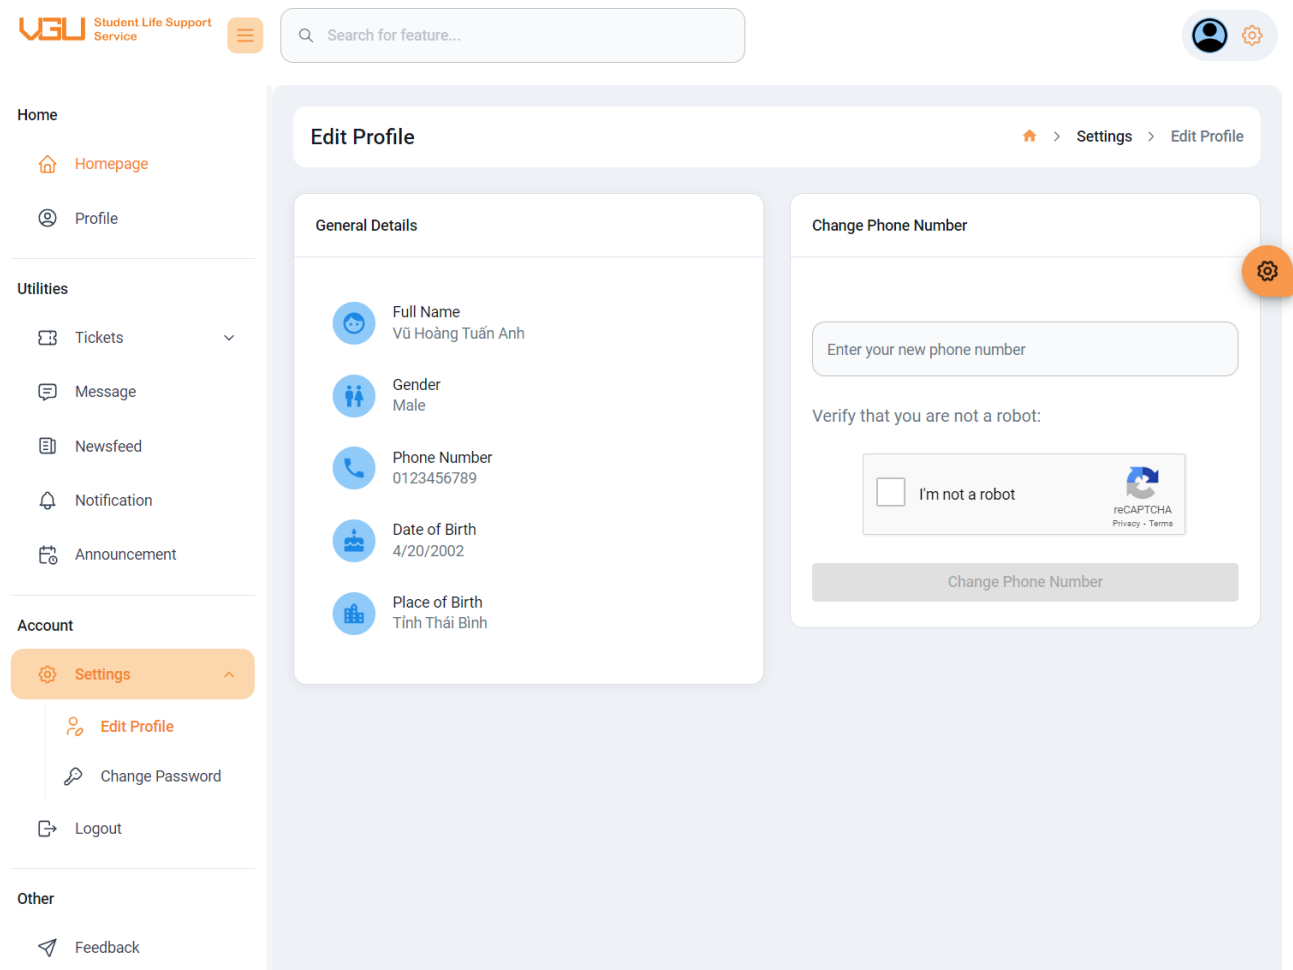 VGU Student Life Support
Service
Search for feature...
Home
Homepage
Profile
Utilities
Tickets
Message
Newsfeed
Notification
Announcement
Account
Settings
Edit Profile
Change Password
Logout
Other
Feedback
Edit Profile
Settings
Edit Profile
General Details
Full Name
Vũ Hoàng Tuấn Anh
Gender
Male
Phone Number
0123456789
Date of Birth
4/20/2002
Place of Birth
Tỉnh Thái Bình
Change Phone Number
Enter your new phone number
Verify that you are not a robot:
I'm not a robot
reCAPTCHA
Privacy - Terms
Change Phone Number